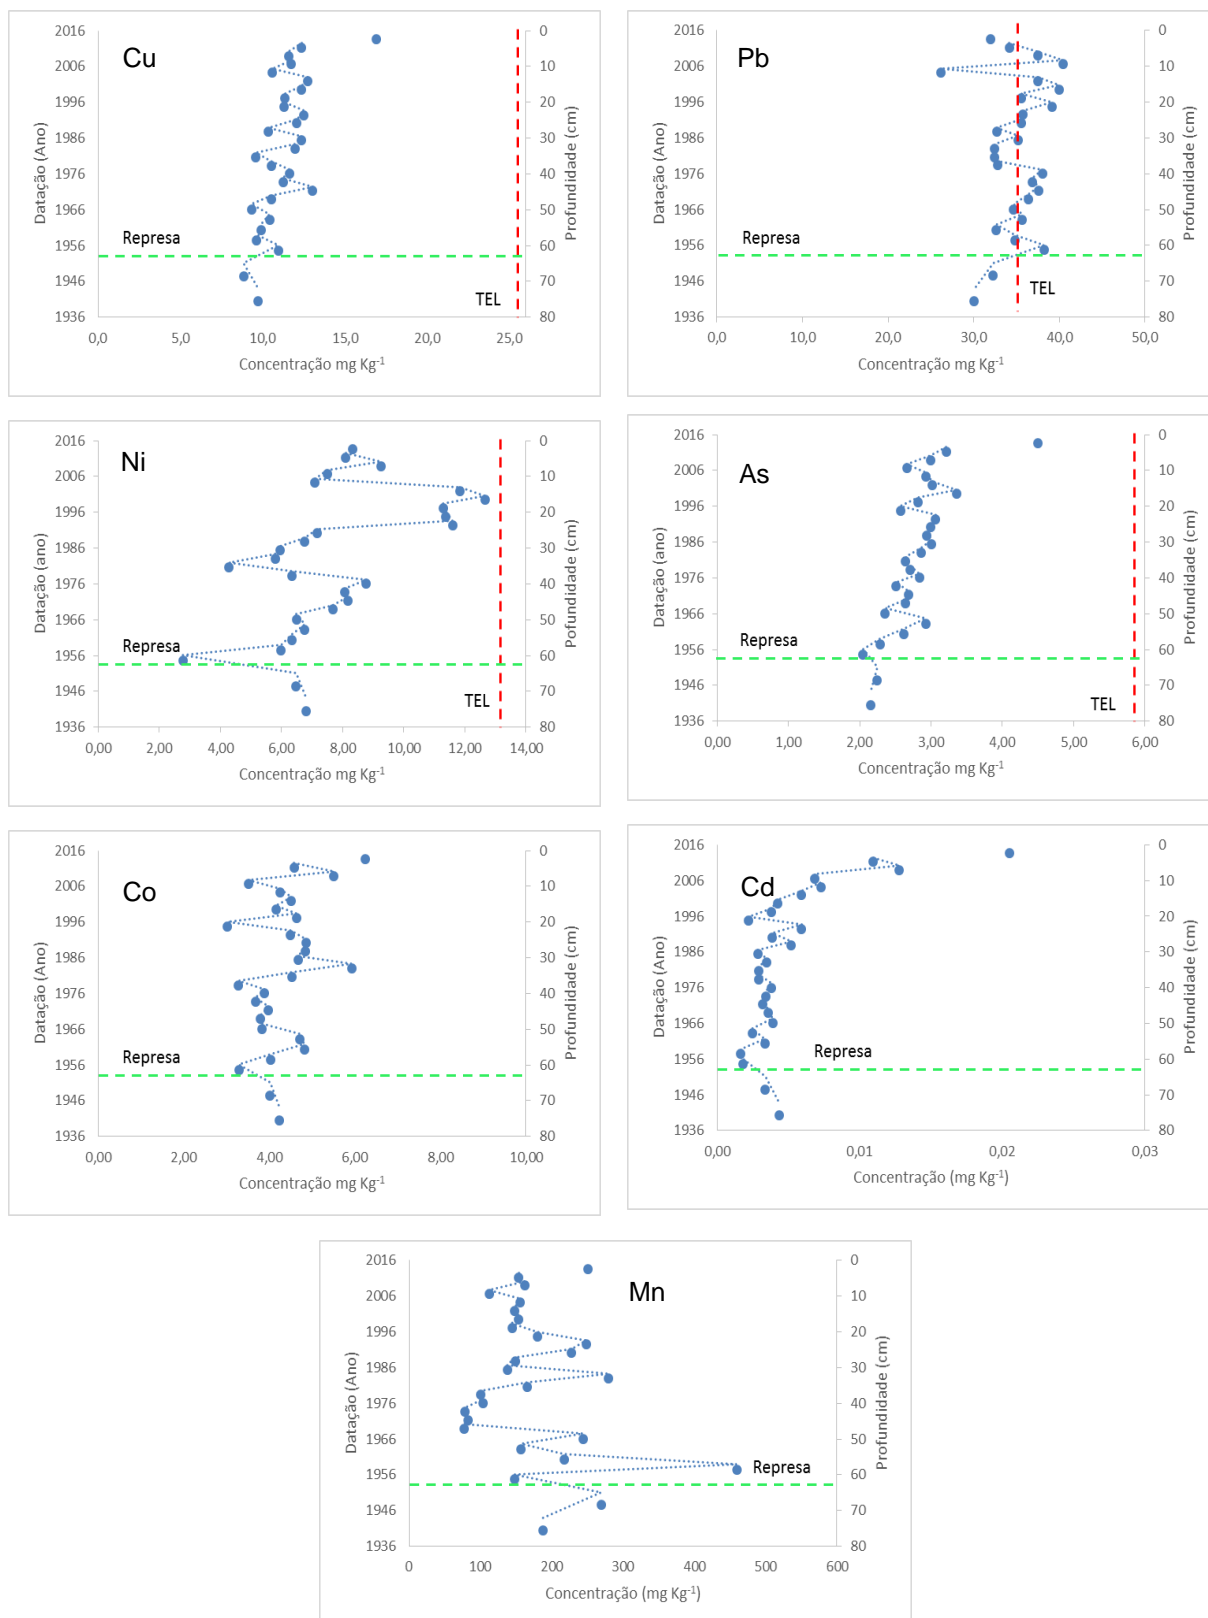 Cu
Datação (Ano)
2016
2006
1996
1986
1976
1966
1956
1946
1936
0
10
20
30
40
50
60
70
80
Profundidade (cm)
Represa
TEL
0,0 5,0 10,0 15,0 20,0 25,0
Concentração mg Kg-1
Pb
Datação (Ano)
2016
2006
1996
1986
1976
1966
1956
1946
1936
0
10
20
30
40
50
60
70
80
Profundidade (cm)
Represa
TEL
0,0 10,0 20,0 30,0 40,0 50,0
Concentração mg Kg-1
Ni
Datação (ano)
2016
2006
1996
1986
1976
1966
1956
1946
1936
0
10
20
30
40
50
60
70
80
Pofundidade (cm)
Represa
TEL
0,00 2,00 4,00 6,00 8,00 10,00 12,00 14,00
Concentração mg Kg-1
As
Datação (ano)
2016
2006
1996
1986
1976
1966
1956
1946
1936
0
10
20
30
40
50
60
70
80
Profundidade (cm)
Represa
TEL
0,00 1,00 2,00 3,00 4,00 5,00 6,00
Concentração mg Kg-1
Co
Datação (Ano)
2016
2006
1996
1986
1976
1966
1956
1946
1936
0
10
20
30
40
50
60
70
80
Profundidade (cm)
Represa
0,00 2,00 4,00 6,00 8,00 10,00
Concentração mg Kg-1
Cd
Datação (Ano)
2016
2006
1996
1986
1976
1966
1956
1946
1936
0
10
20
30
40
50
60
70
80
Profundidade (cm)
Represa
0,00 0,01 0,02 0,03
Concentração (mg Kg-1)
Mn
Datação (Ano)
2016
2006
1996
1986
1976
1966
1956
1946
1936
0
10
20
30
40
50
60
70
80
Profundidade (cm)
Represa
0 100 200 300 400 500 600
Concentração (mg Kg-1)